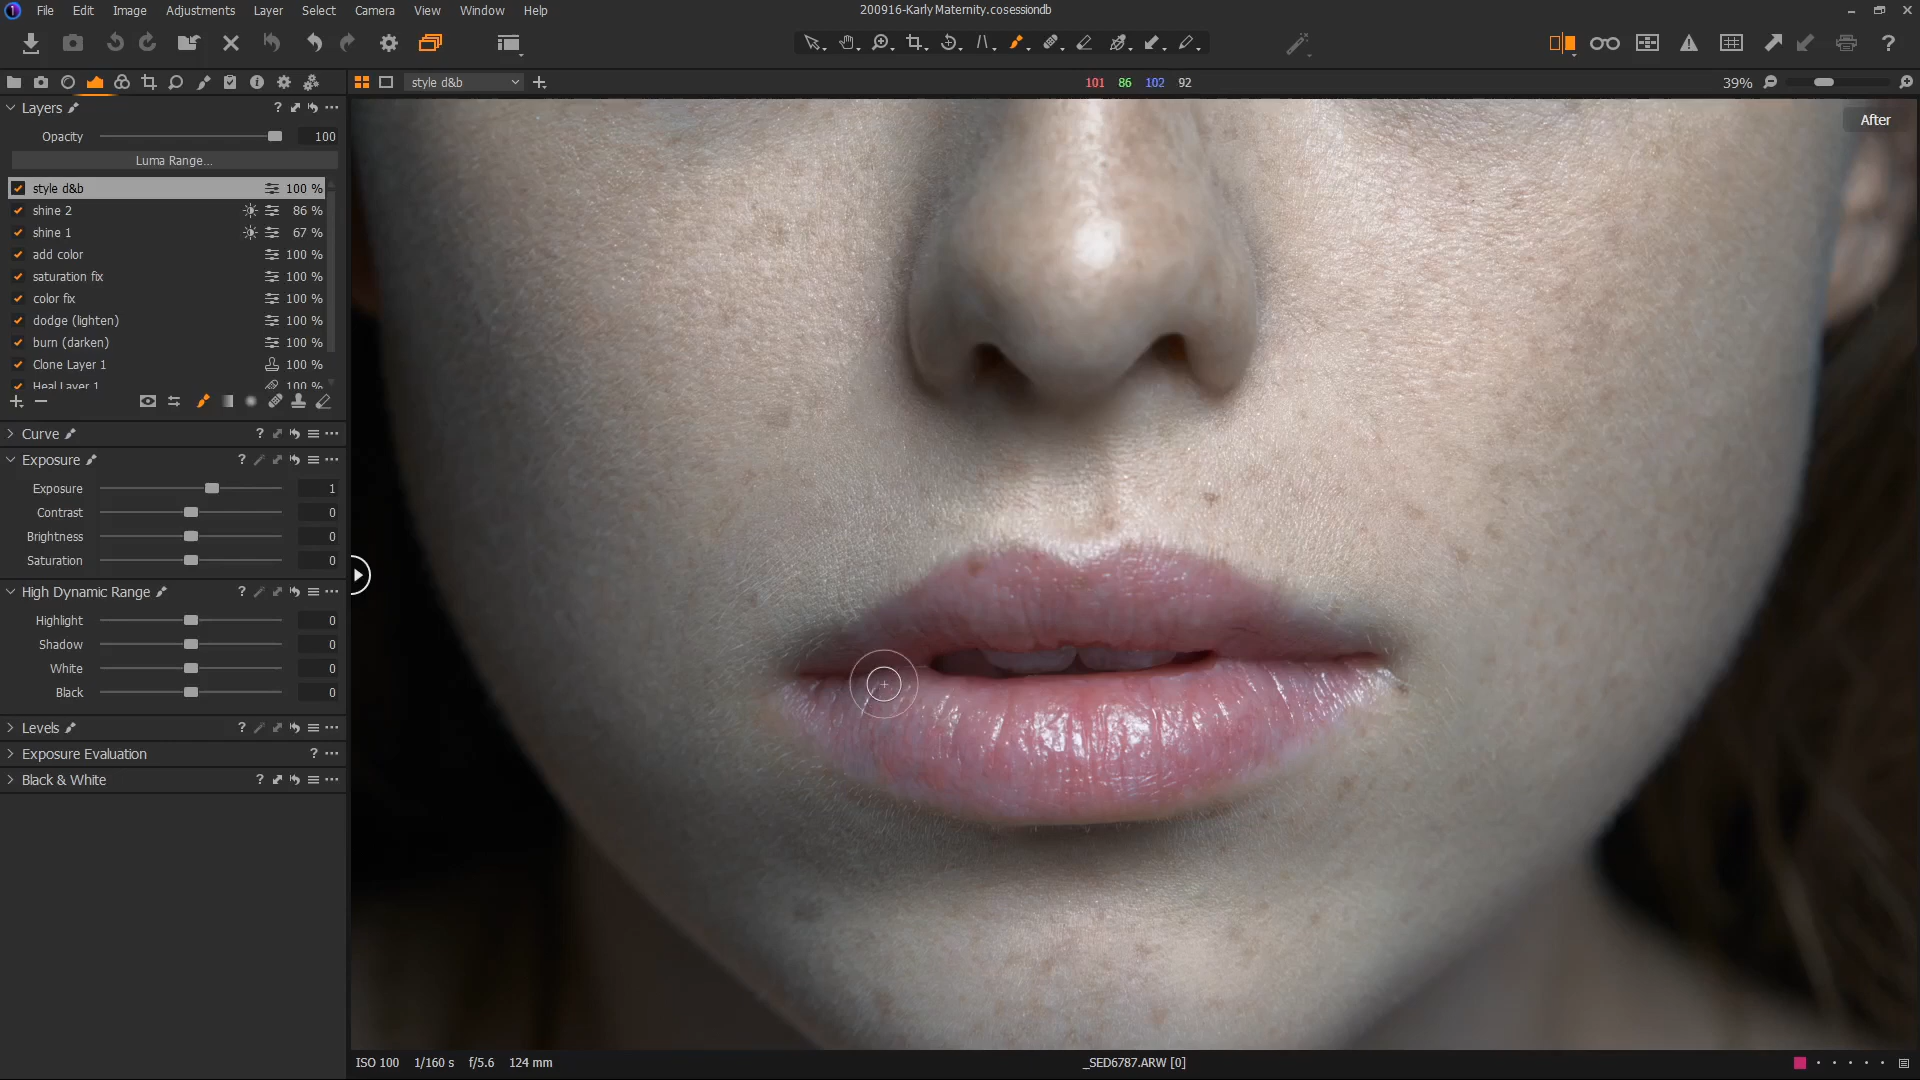 File Edit Image Adjustments Layer Select Camera View Window Help
200916-Karly Maternity.cosessiondb
style d&b
101 86 102 92
39%
After
Layers
Opacity 100
Luma Range...
style d&b 100 %
shine 2 86 %
shine 1 67 %
add color 100 %
saturation fix 100 %
color fix 100 %
dodge (lighten) 100 %
burn (darken) 100 %
Clone Layer 1 100 %
Heal Layer 1 100 %
Curve
Exposure
Exposure 1
Contrast 0
Brightness 0
Saturation 0
High Dynamic Range
Highlight 0
Shadow 0
White 0
Black 0
Levels
Exposure Evaluation
Black & White
ISO 100 1/160 s f/5.6 124 mm
_SED6787.ARW [0]